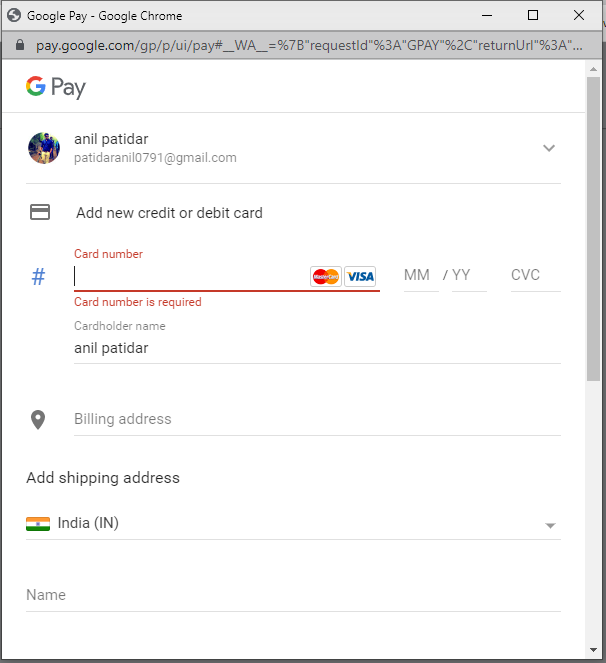 Google Pay - Google Chrome
pay.google.com/gp/p/ui/pay#__WA__=%7B"requestId"%3A"GPAY"%2C"returnUrl"%3A"...
G Pay
anil patidar
patidaranil0791@gmail.com
Add new credit or debit card
Card number
# MasterCard VISA MM / YY CVC
Card number is required
Cardholder name
anil patidar
Billing address
Add shipping address
India (IN)
Name